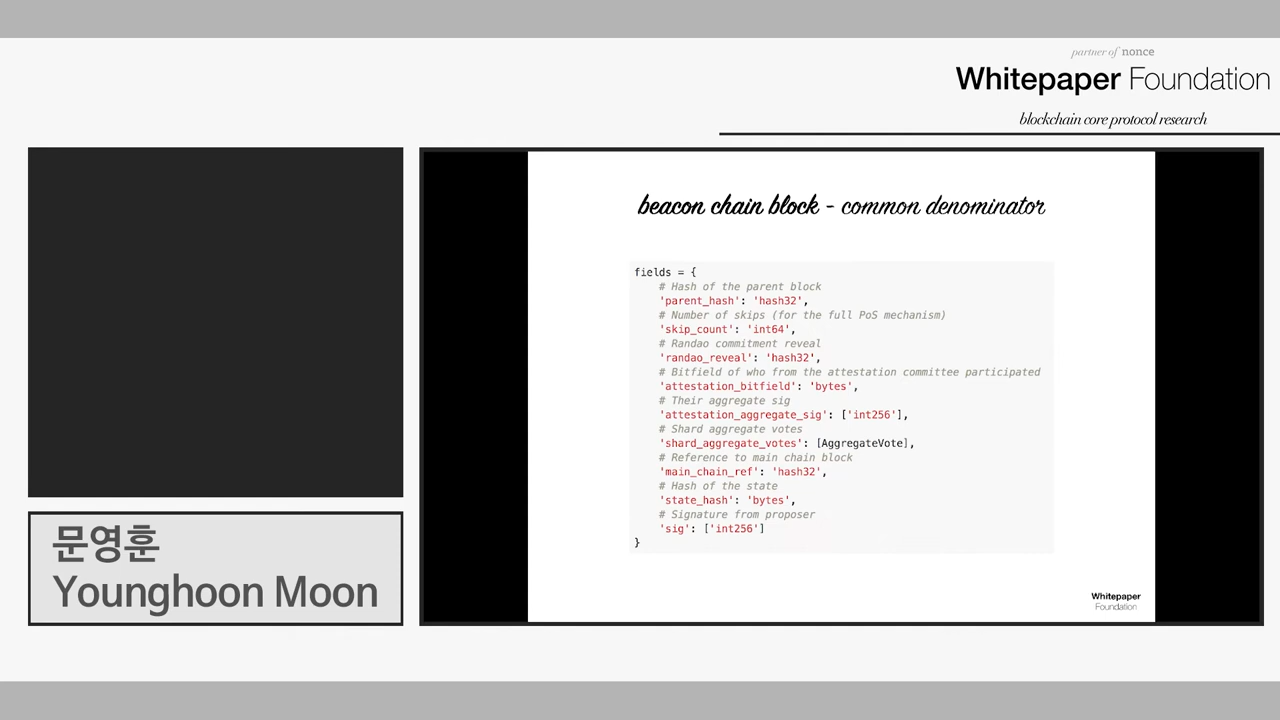 partner of nonce
Whitepaper Foundation
blockchain core protocol research
beacon chain block - common denominator
fields = {
# Hash of the parent block
'parent_hash': 'hash32',
# Number of skips (for the full PoS mechanism)
'skip_count': 'int64',
# Randao commitment reveal
'randao_reveal': 'hash32',
# Bitfield of who from the attestation committee participated
'attestation_bitfield': 'bytes',
# Their aggregate sig
'attestation_aggregate_sig': ['int256'],
# Shard aggregate votes
'shard_aggregate_votes': [AggregateVote],
# Reference to main chain block
'main_chain_ref': 'hash32',
# Hash of the state
'state_hash': 'bytes',
# Signature from proposer
'sig': ['int256']
}
Whitepaper
Foundation
문영훈
Younghoon Moon